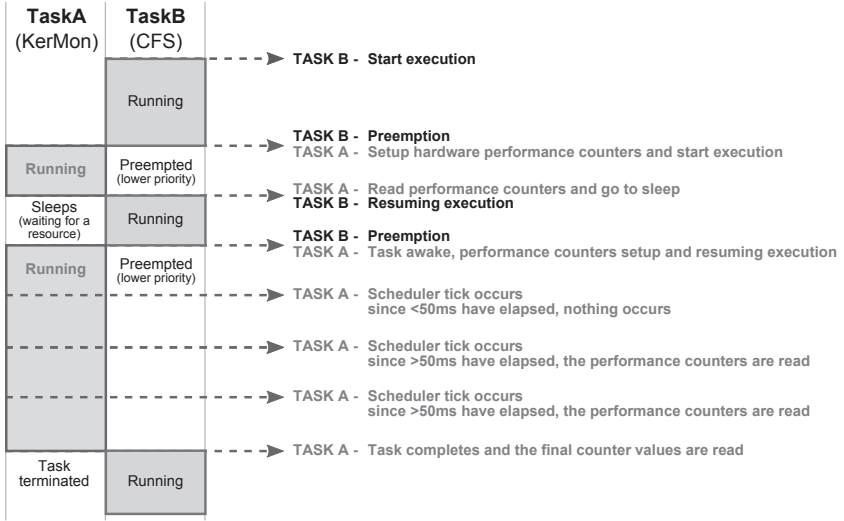 TaskA TaskB
(KerMon) (CFS)
TASK B - Start execution
Running
TASK B - Preemption
TASK A - Setup hardware performance counters and start execution
Running
Preempted
(lower priority)
TASK A - Read performance counters and go to sleep
TASK B - Resuming execution
Sleeps
(waiting for a
resource)
Running
TASK B - Preemption
TASK A - Task awake, performance counters setup and resuming execution
Running
Preempted
(lower priority)
TASK A - Scheduler tick occurs
since <50ms have elapsed, nothing occurs
TASK A - Scheduler tick occurs
since >50ms have elapsed, the performance counters are read
TASK A - Scheduler tick occurs
since >50ms have elapsed, the performance counters are read
TASK A - Task completes and the final counter values are read
Task
terminated
Running